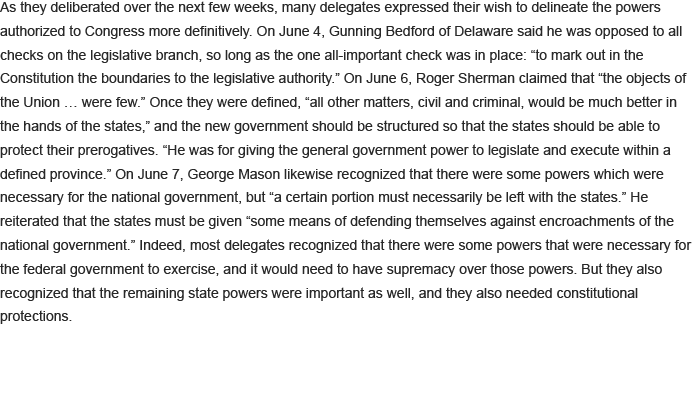 As they deliberated over the next few weeks, many delegates expressed their wish to delineate the powers
authorized to Congress more definitively. On June 4, Gunning Bedford of Delaware said he was opposed to all
checks on the legislative branch, so long as the one all-important check was in place: “to mark out in the
Constitution the boundaries to the legislative authority.” On June 6, Roger Sherman claimed that “the objects of
the Union … were few.” Once they were defined, “all other matters, civil and criminal, would be much better in
the hands of the states,” and the new government should be structured so that the states should be able to
protect their prerogatives. “He was for giving the general government power to legislate and execute within a
defined province.” On June 7, George Mason likewise recognized that there were some powers which were
necessary for the national government, but “a certain portion must necessarily be left with the states.” He
reiterated that the states must be given “some means of defending themselves against encroachments of the
national government.” Indeed, most delegates recognized that there were some powers that were necessary for
the federal government to exercise, and it would need to have supremacy over those powers. But they also
recognized that the remaining state powers were important as well, and they also needed constitutional
protections.